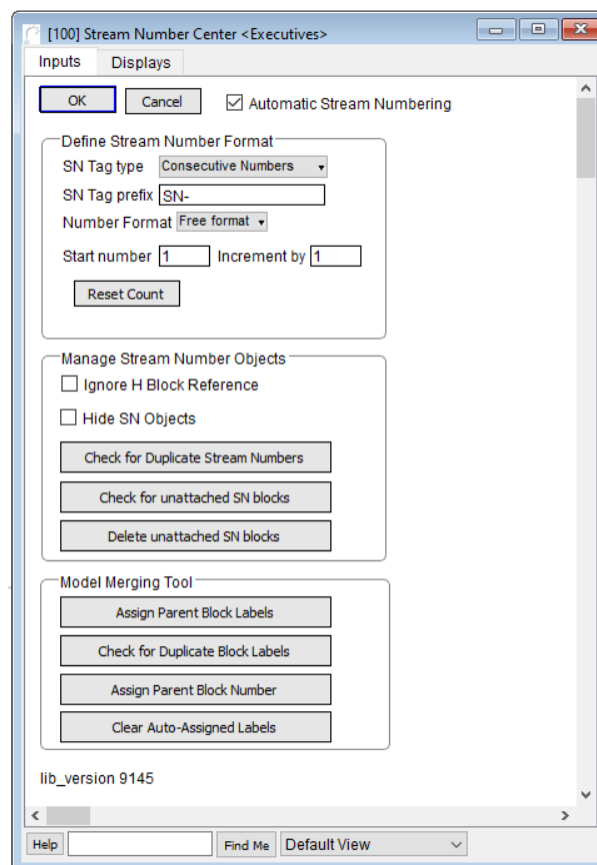 [100] Stream Number Center <Executives>
Inputs Displays
OK Cancel Automatic Stream Numbering
Define Stream Number Format
SN Tag type Consecutive Numbers
SN Tag prefix SN-
Number Format Free format
Start number 1 Increment by 1
Reset Count
Manage Stream Number Objects
Ignore H Block Reference
Hide SN Objects
Check for Duplicate Stream Numbers
Check for unattached SN blocks
Delete unattached SN blocks
Model Merging Tool
Assign Parent Block Labels
Check for Duplicate Block Labels
Assign Parent Block Number
Clear Auto-Assigned Labels
lib_version 9145
Help Find Me Default View